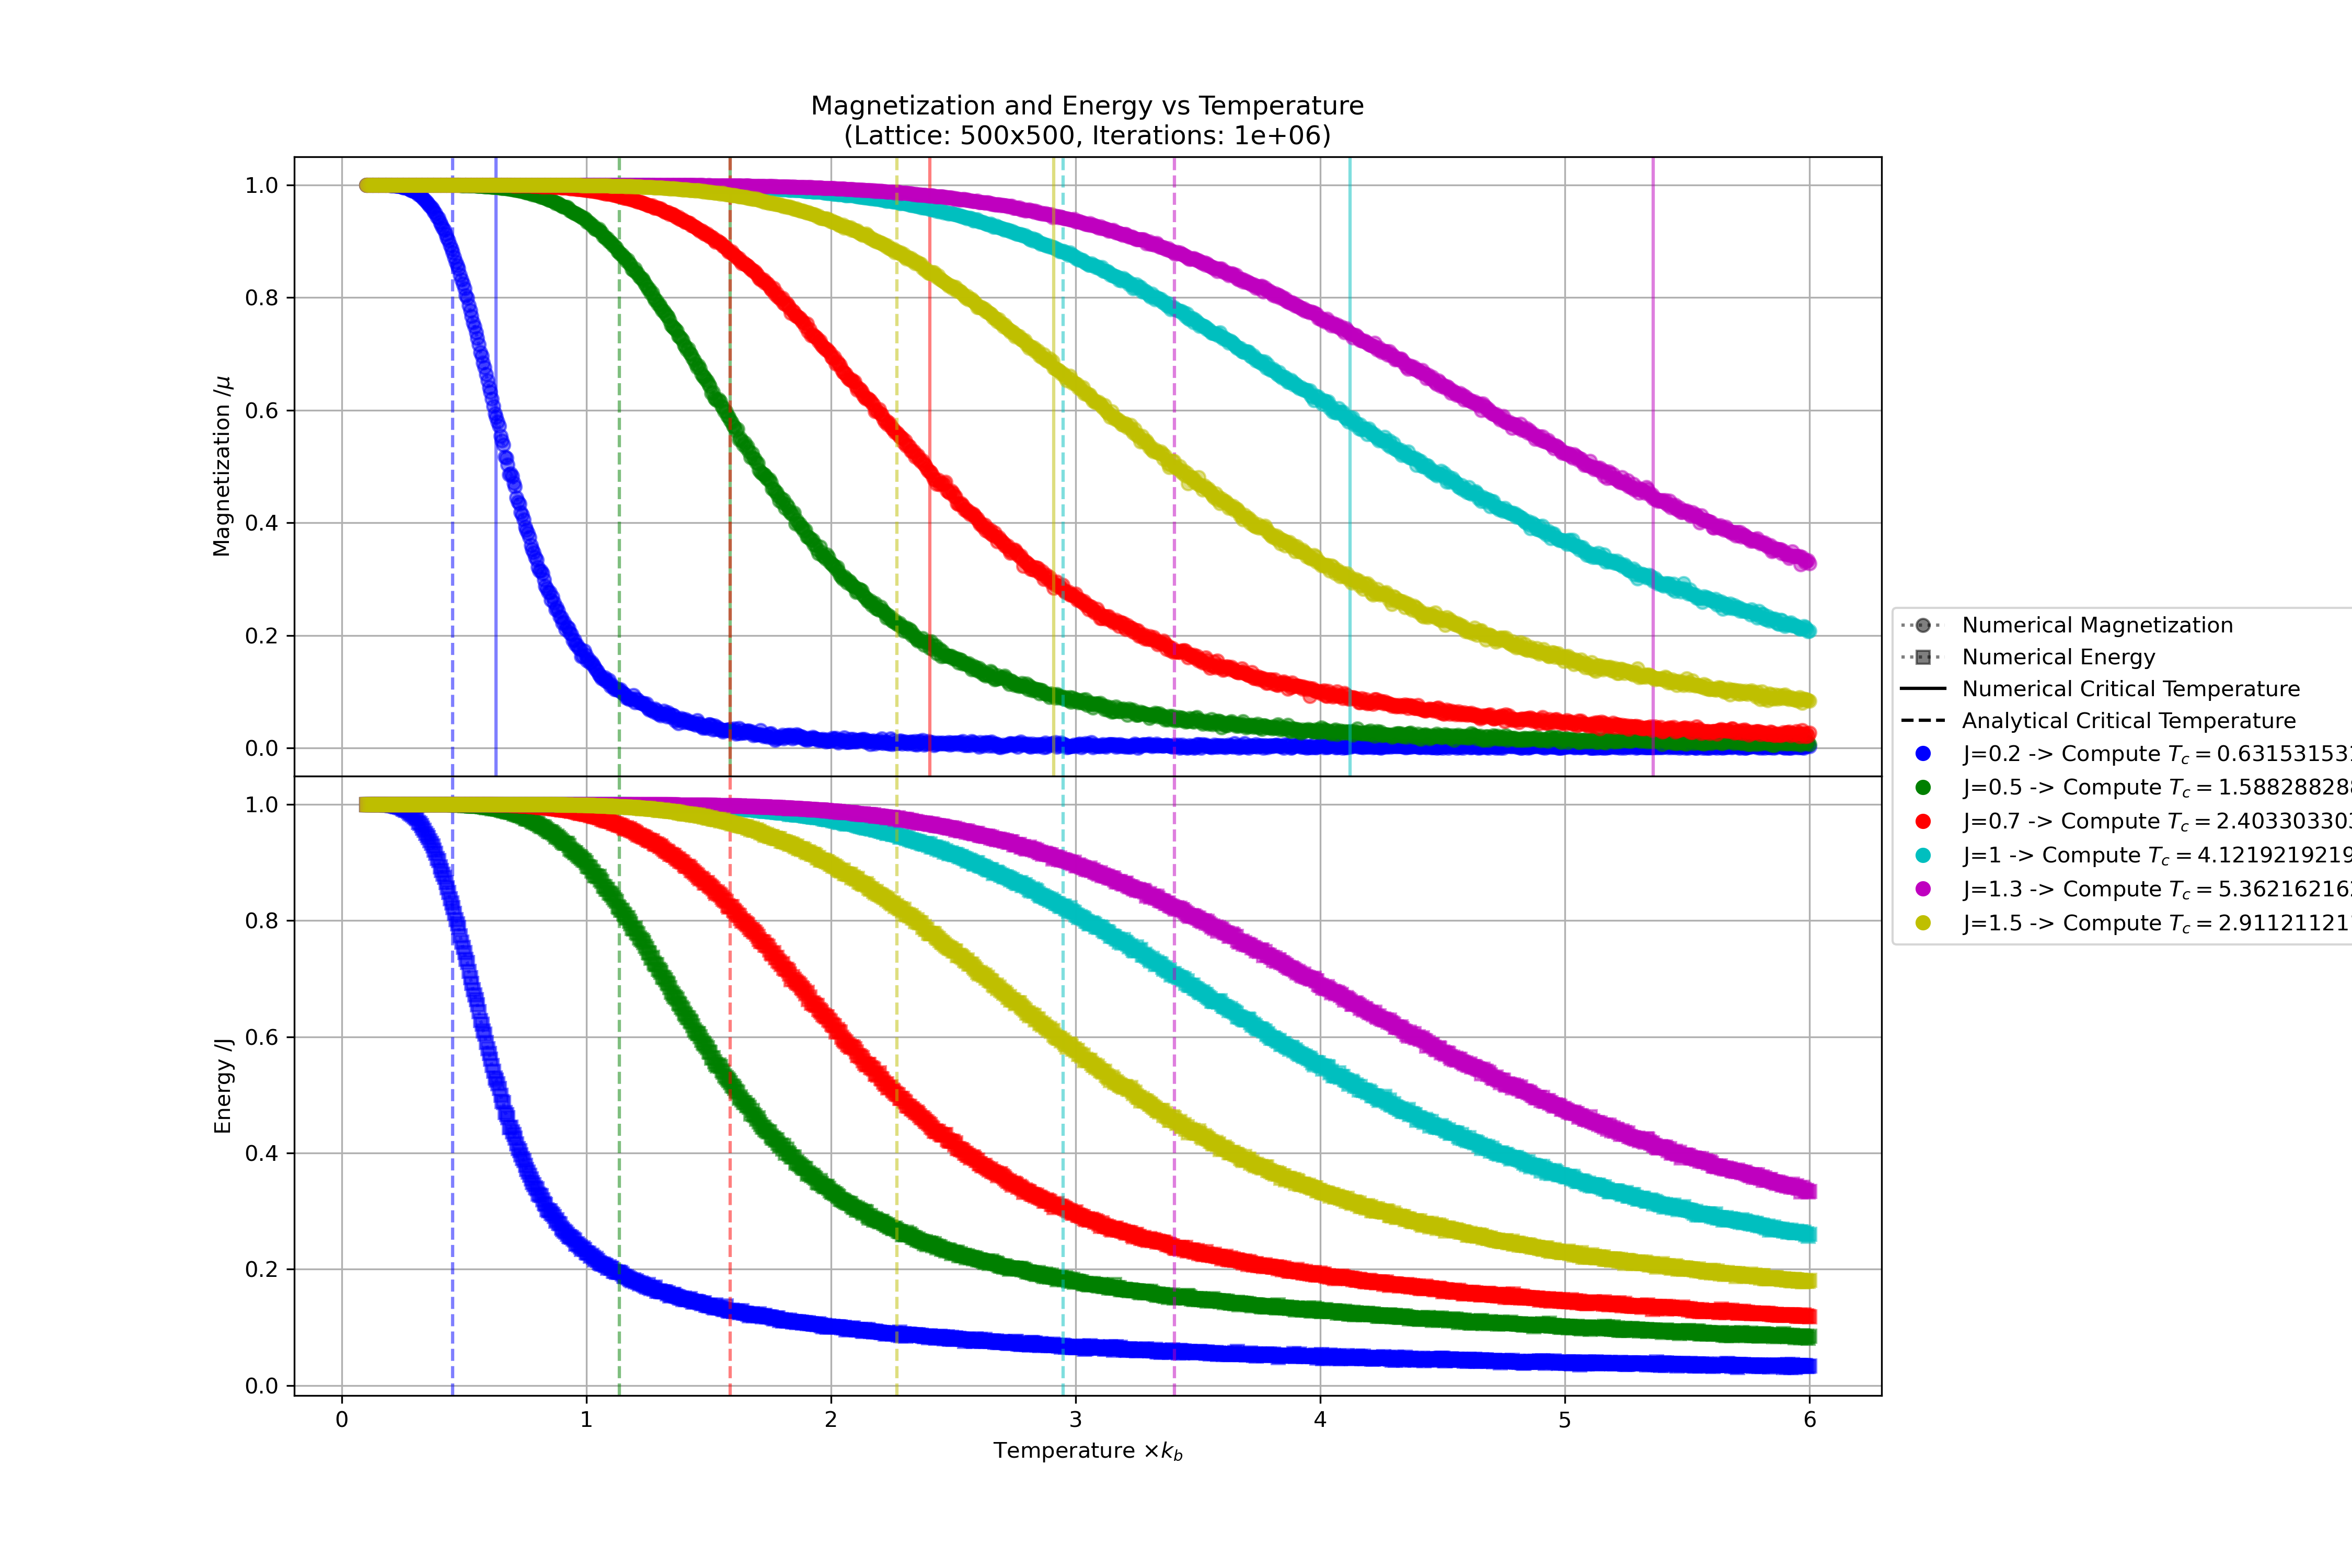 Magnetization and Energy vs Temperature
(Lattice: 500x500, Iterations: 1e+06)
1.0
0.8
0.6
0.4
0.2
0.0
Magnetization /μ
1.0
0.8
0.6
0.4
0.2
0.0
Energy /J
0 1 2 3 4 5 6
Temperature ×k_b
Numerical Magnetization
Numerical Energy
Numerical Critical Temperature
Analytical Critical Temperature
J=0.2 -> Compute T_c = 0.63153153
J=0.5 -> Compute T_c = 1.58828828
J=0.7 -> Compute T_c = 2.40330330
J=1 -> Compute T_c = 4.1219219219
J=1.3 -> Compute T_c = 5.36216216
J=1.5 -> Compute T_c = 2.91121121